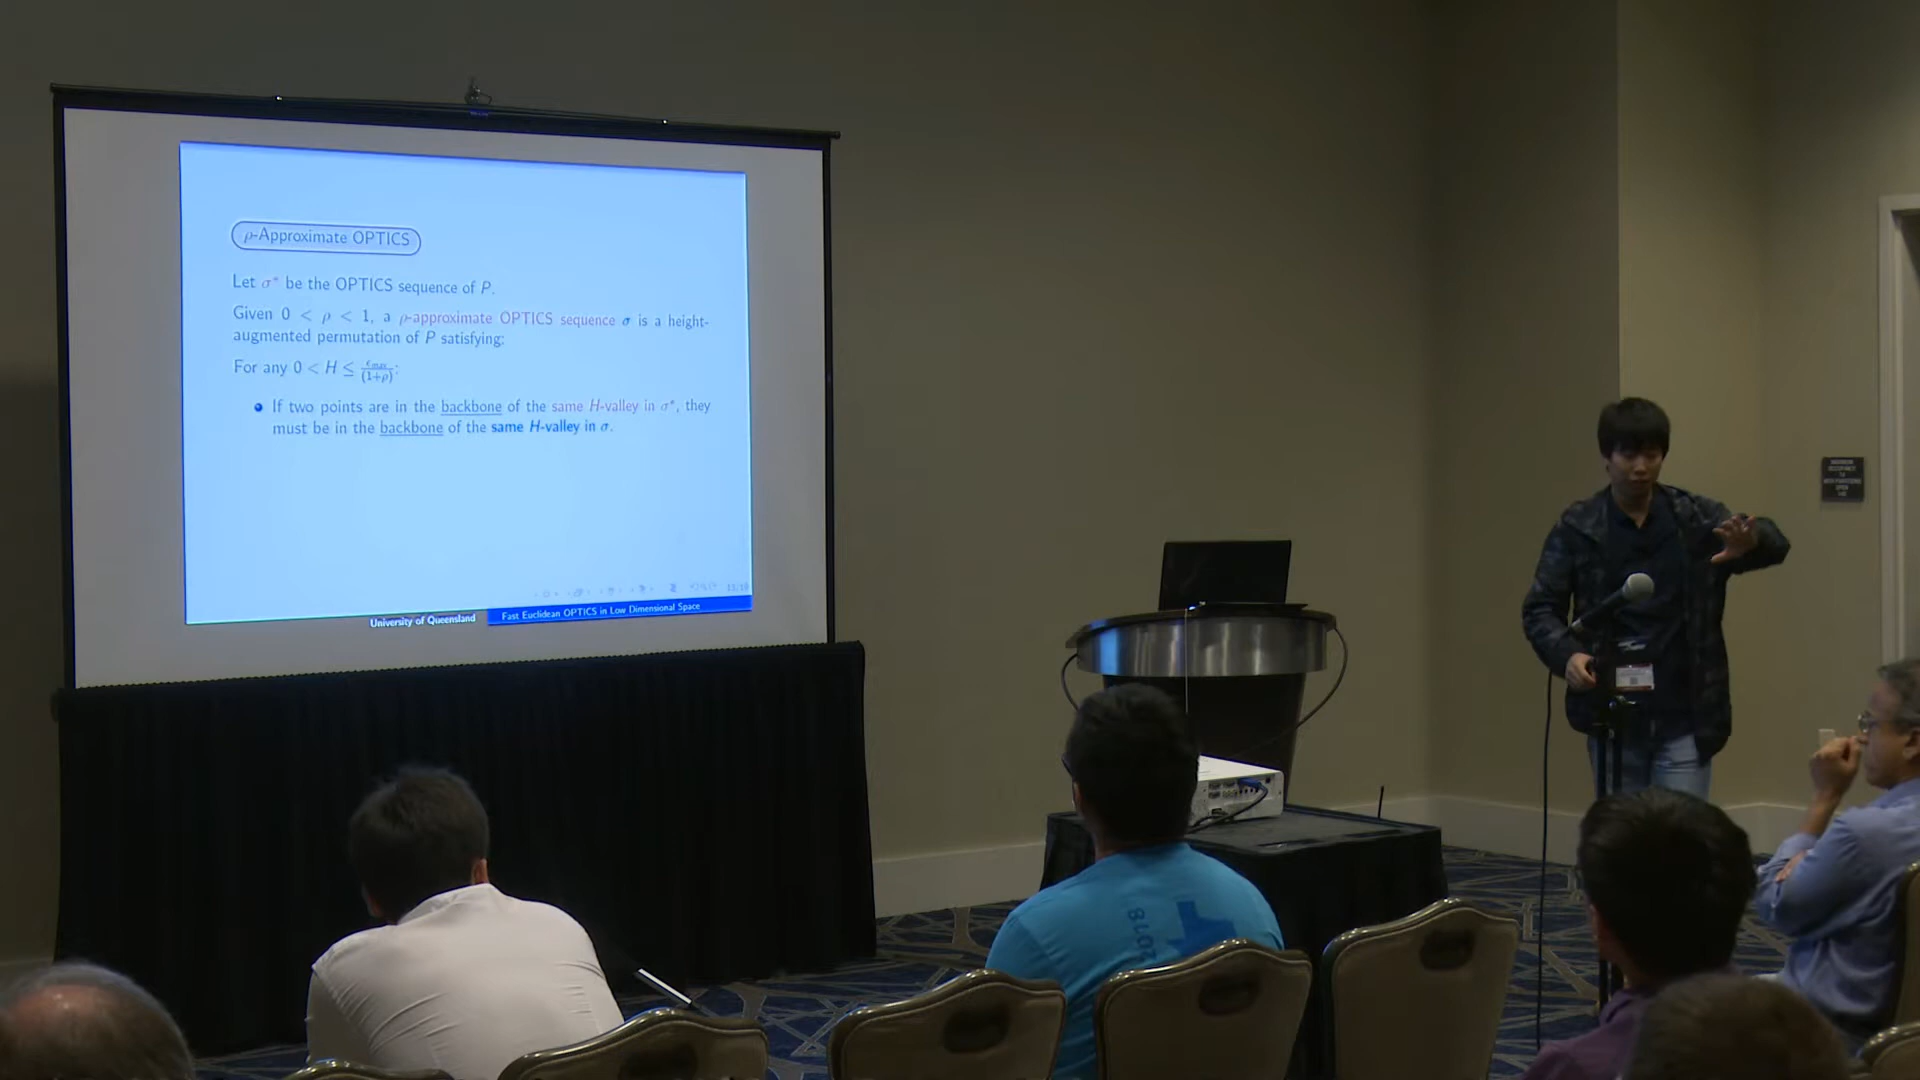 ρ-Approximate OPTICS
Let σ* be the OPTICS sequence of P.
Given 0 < ρ < 1, a ρ-approximate OPTICS sequence σ is a height-
augmented permutation of P satisfying:
For any 0 < H ≤ ϵmax/(1+ρ):
If two points are in the backbone of the same H-valley in σ*, they
must be in the backbone of the same H-valley in σ.
University of Queensland
Fast Euclidean OPTICS in Low Dimensional Space